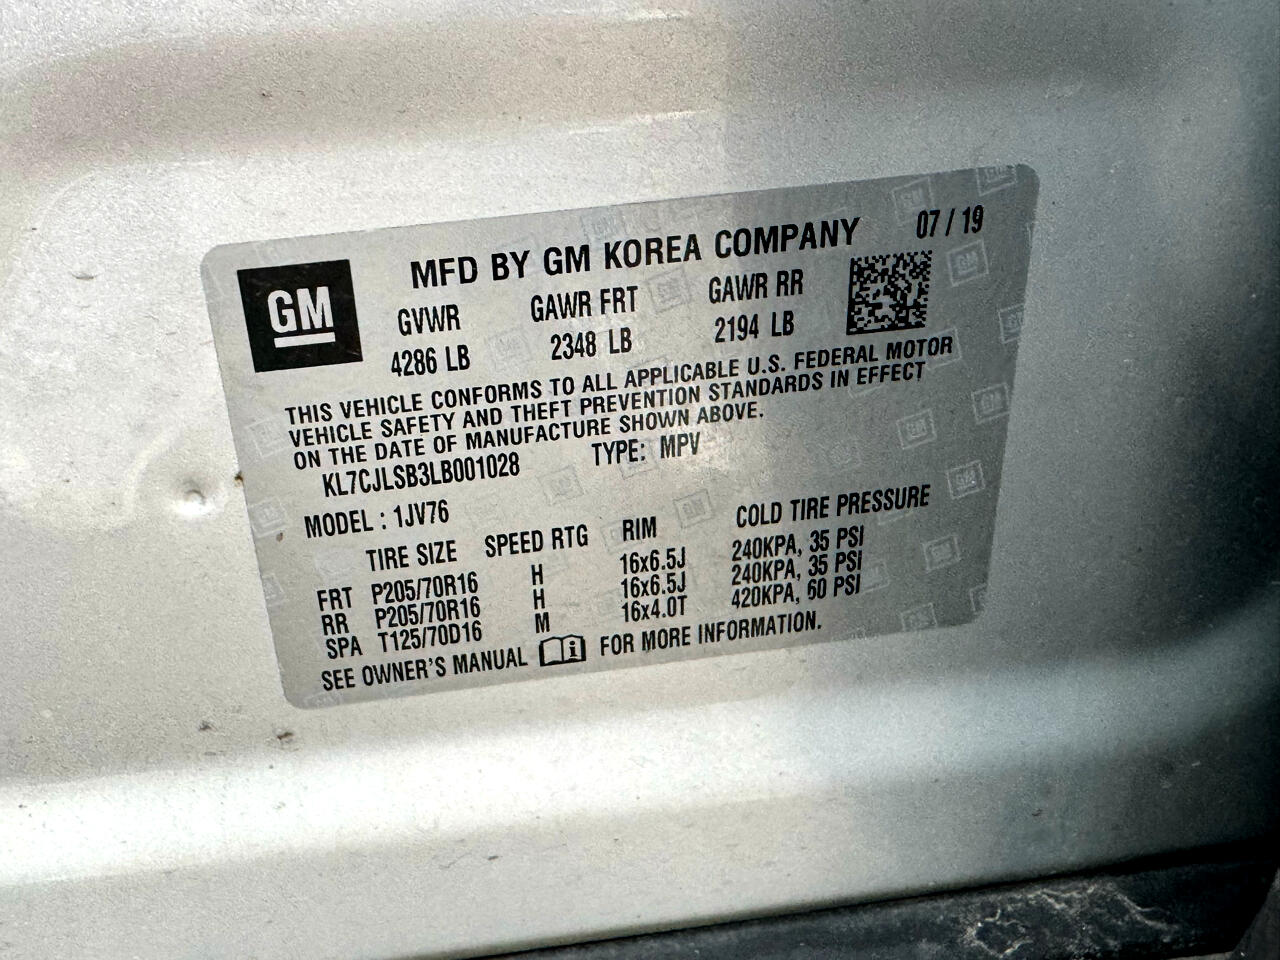 MFD BY GM KOREA COMPANY 07 / 19
GM
GVWR GAWR FRT GAWR RR
4286 LB 2348 LB 2194 LB
THIS VEHICLE CONFORMS TO ALL APPLICABLE U.S. FEDERAL MOTOR
VEHICLE SAFETY AND THEFT PREVENTION STANDARDS IN EFFECT
ON THE DATE OF MANUFACTURE SHOWN ABOVE.
KL7CJLSB3LB001028 TYPE: MPV
MODEL : 1JV76
TIRE SIZE SPEED RTG RIM COLD TIRE PRESSURE
FRT P205/70R16 H 16x6.5J 240KPA, 35 PSI
RR P205/70R16 H 16x6.5J 240KPA, 35 PSI
SPA T125/70D16 M 16x4.0T 420KPA, 60 PSI
SEE OWNER'S MANUAL i FOR MORE INFORMATION.